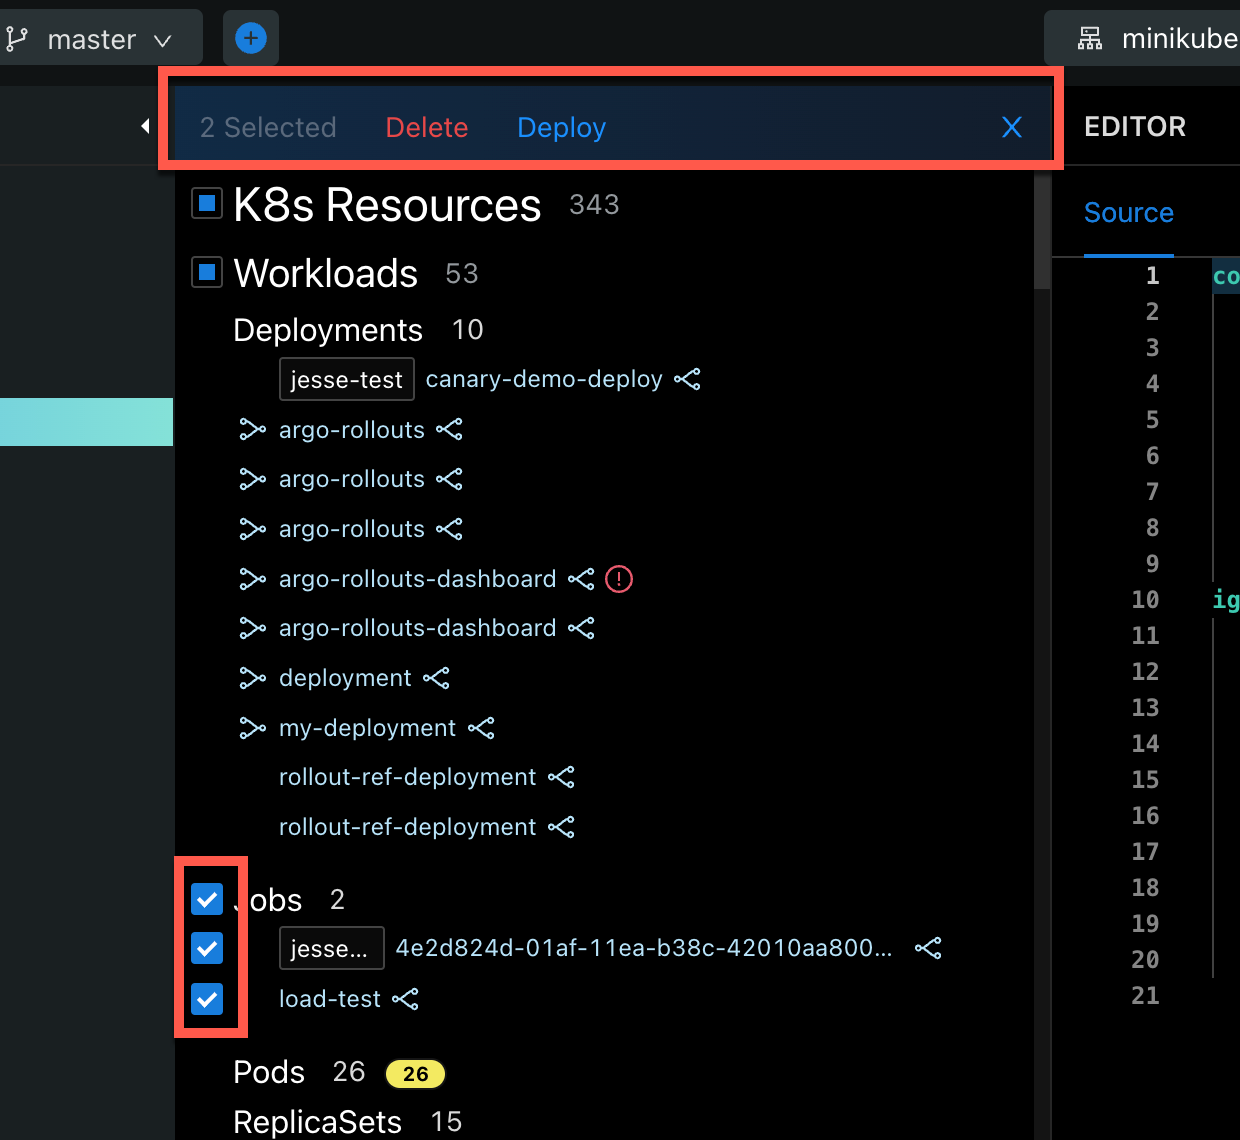 master
minikube
2 Selected Delete Deploy X
EDITOR
K8s Resources 343
Source
Workloads 53
Deployments 10
jesse-test canary-demo-deploy
argo-rollouts
argo-rollouts
argo-rollouts
argo-rollouts-dashboard
argo-rollouts-dashboard
deployment
my-deployment
rollout-ref-deployment
rollout-ref-deployment
Jobs 2
jesse... 4e2d824d-01af-11ea-b38c-42010aa800...
load-test
Pods 26 26
ReplicaSets 15
1 co
2
3
4
5
6
7
8
9
10 ig
11
12
13
14
15
16
17
18
19
20
21